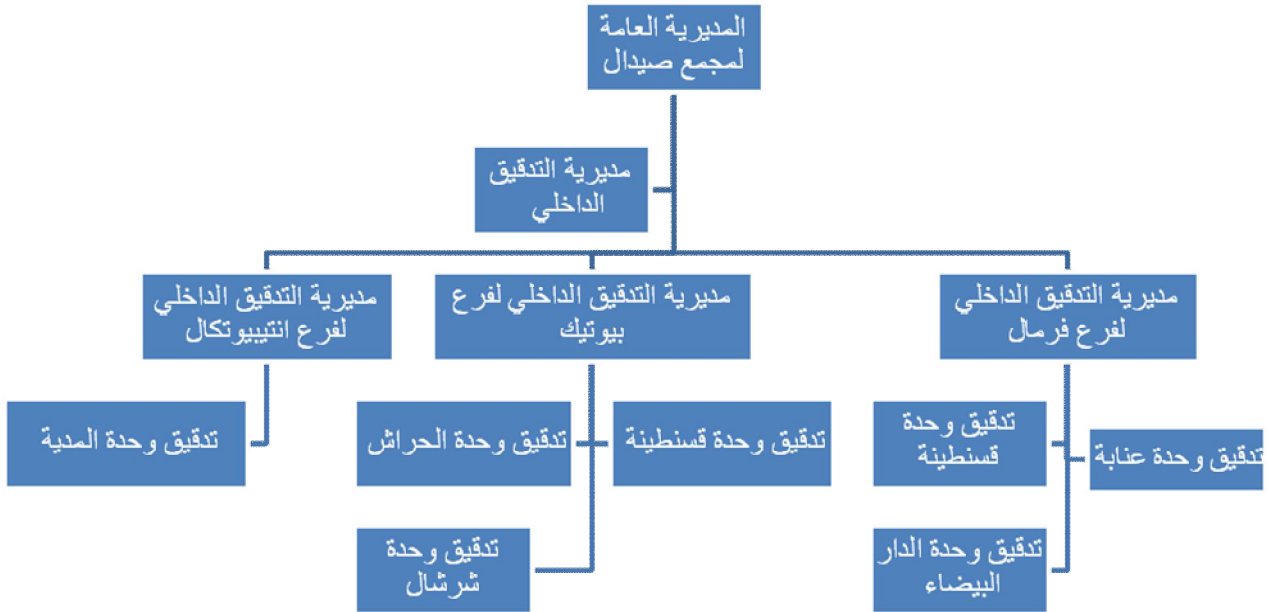 المديرية العامة
لمجمع صيدال
مديرية التدقيق
الداخلي
مديرية التدقيق الداخلي
لفرع فرمال
مديرية التدقيق الداخلي لفرع
بيوتيك
مديرية التدقيق الداخلي
لفرع انتيبيوتكال
تدقيق وحدة عنابة
تدقيق وحدة
قسنطينة
تدقيق وحدة قسنطينة
تدقيق وحدة الحراش
تدقيق وحدة المدية
تدقيق وحدة الدار
البيضاء
تدقيق وحدة
شرشال